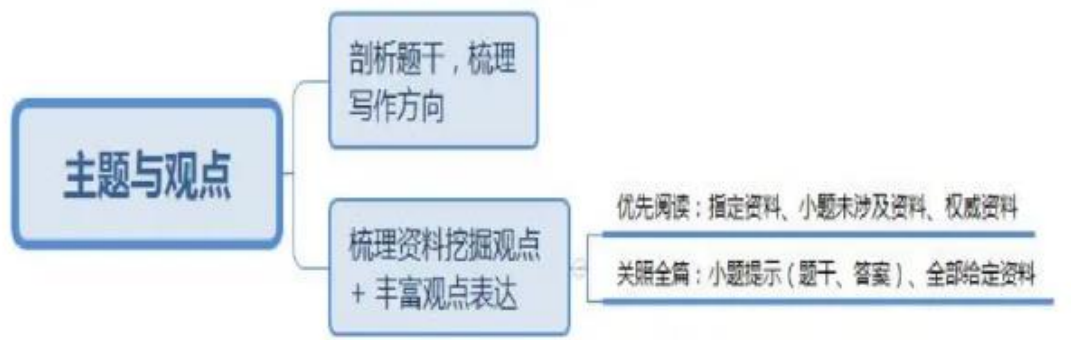 剖析题干，梳理
写作方向
主题与观点
梳理资料挖掘观点
+ 丰富观点表达
优先阅读：指定资料、小题未涉及资料、权威资料
关照全篇：小题提示（题干、答案）、全部给定资料